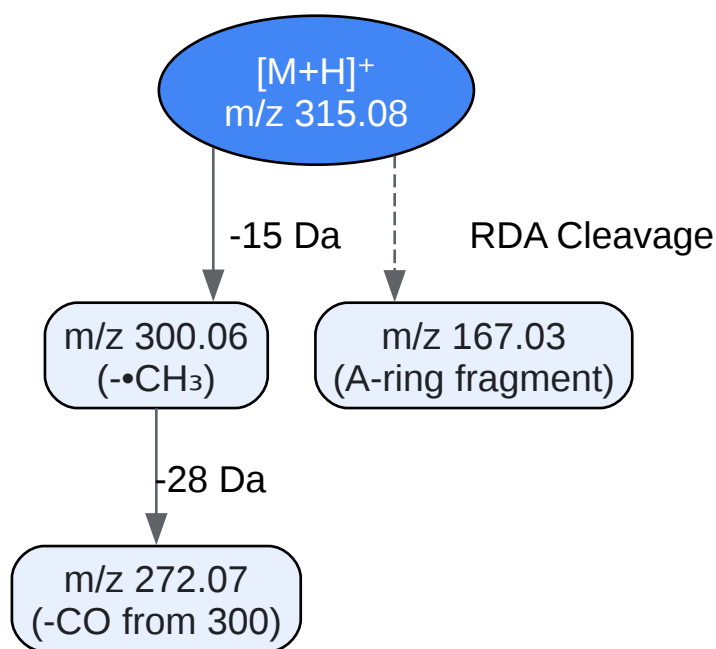 [M+H]⁺
m/z 315.08
-15 Da
RDA Cleavage
m/z 300.06
(-•CH₃)
m/z 167.03
(A-ring fragment)
-28 Da
m/z 272.07
(-CO from 300)